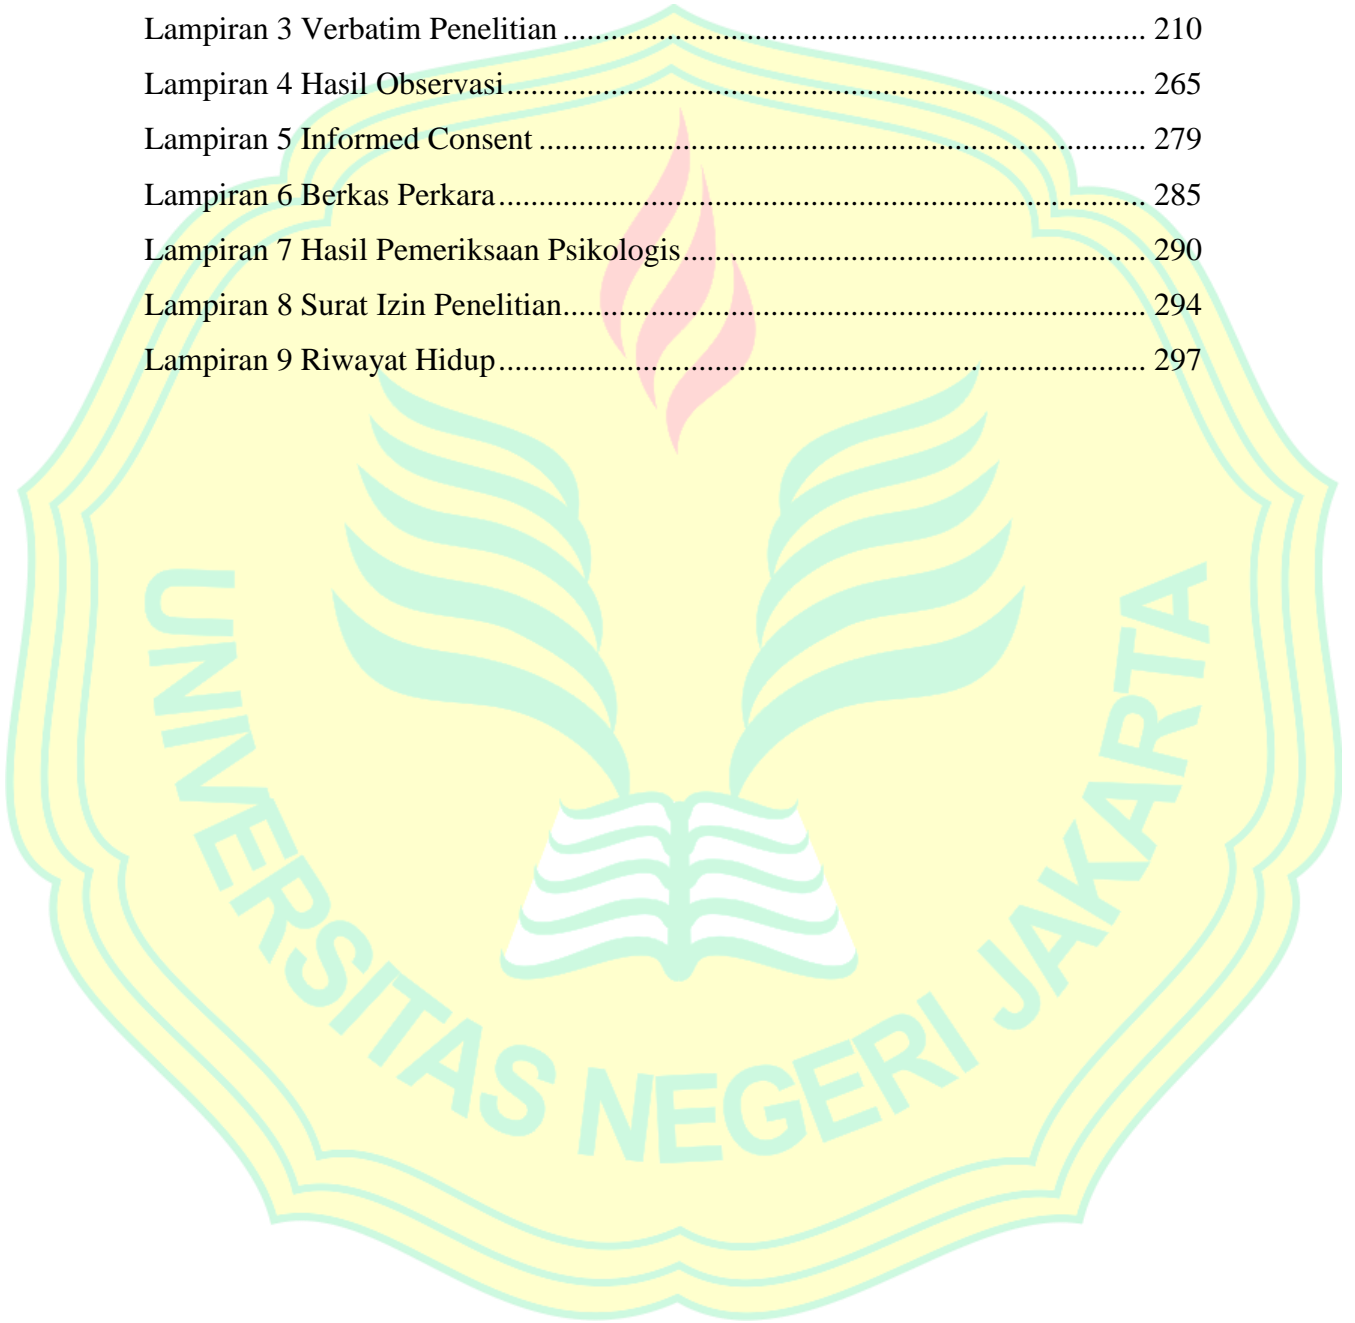 Lampiran 3 Verbatim Penelitian ........................................................................ 210
Lampiran 4 Hasil Observasi............................................................................... 265
Lampiran 5 Informed Consent ........................................................................... 279
Lampiran 6 Berkas Perkara................................................................................ 285
Lampiran 7 Hasil Pemeriksaan Psikologis......................................................... 290
Lampiran 8 Surat Izin Penelitian........................................................................ 294
Lampiran 9 Riwayat Hidup................................................................................ 297
UNIVERSITAS NEGERI JAKARTA